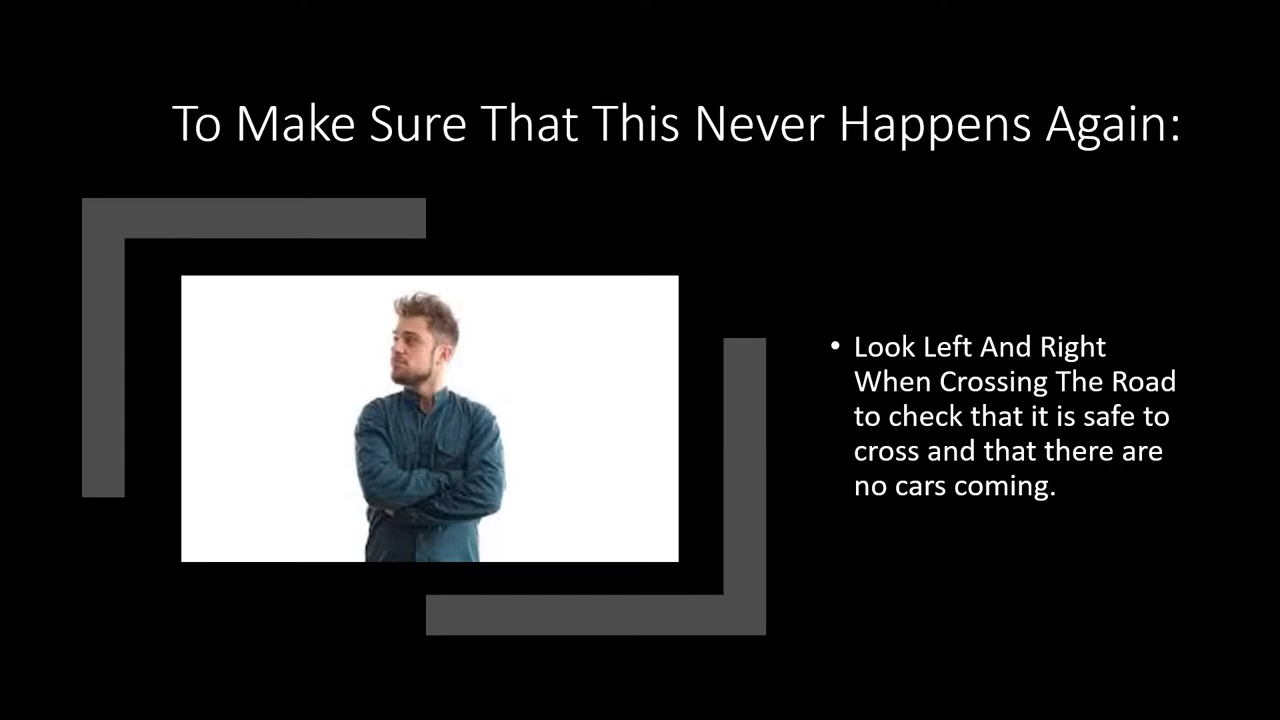 To Make Sure That This Never Happens Again:
• Look Left And Right
When Crossing The Road
to check that it is safe to
cross and that there are
no cars coming.